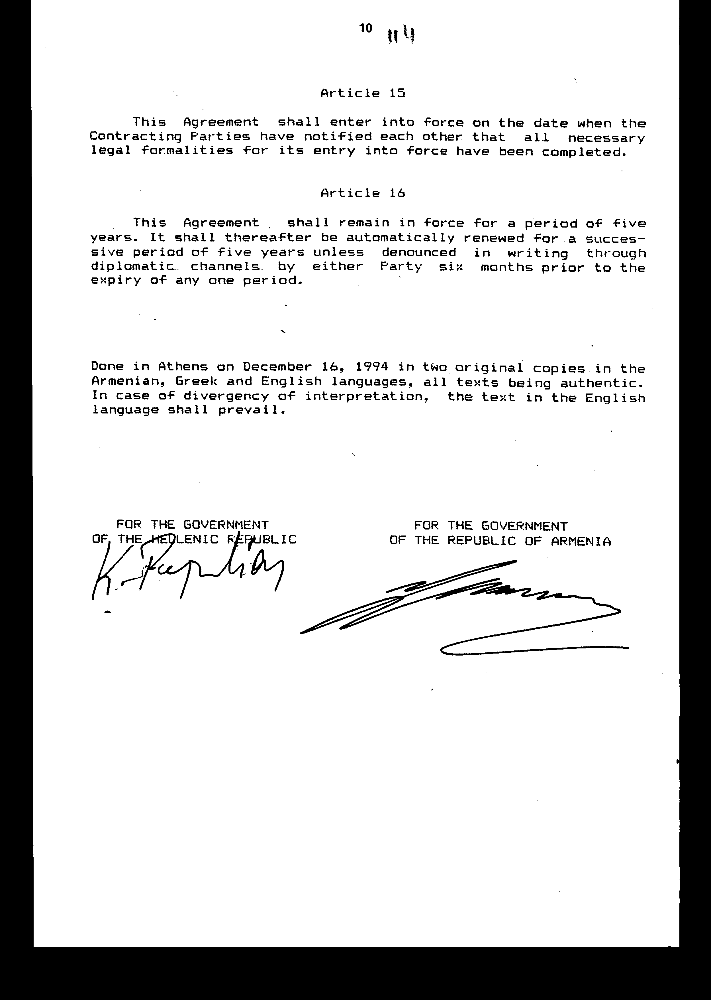 10 114
Article 15
This Agreement shall enter into force on the date when the
Contracting Parties have notified each other that all necessary
legal formalities for its entry into force have been completed.
Article 16
This Agreement shall remain in force for a period of five
years. It shall thereafter be automatically renewed for a succes-
sive period of five years unless denounced in writing through
diplomatic channels by either Party six months prior to the
expiry of any one period.
Done in Athens on December 16, 1994 in two original copies in the
Armenian, Greek and English languages, all texts being authentic.
In case of divergency of interpretation, the text in the English
language shall prevail.
FOR THE GOVERNMENT
OF THE HELLENIC REPUBLIC
FOR THE GOVERNMENT
OF THE REPUBLIC OF ARMENIA